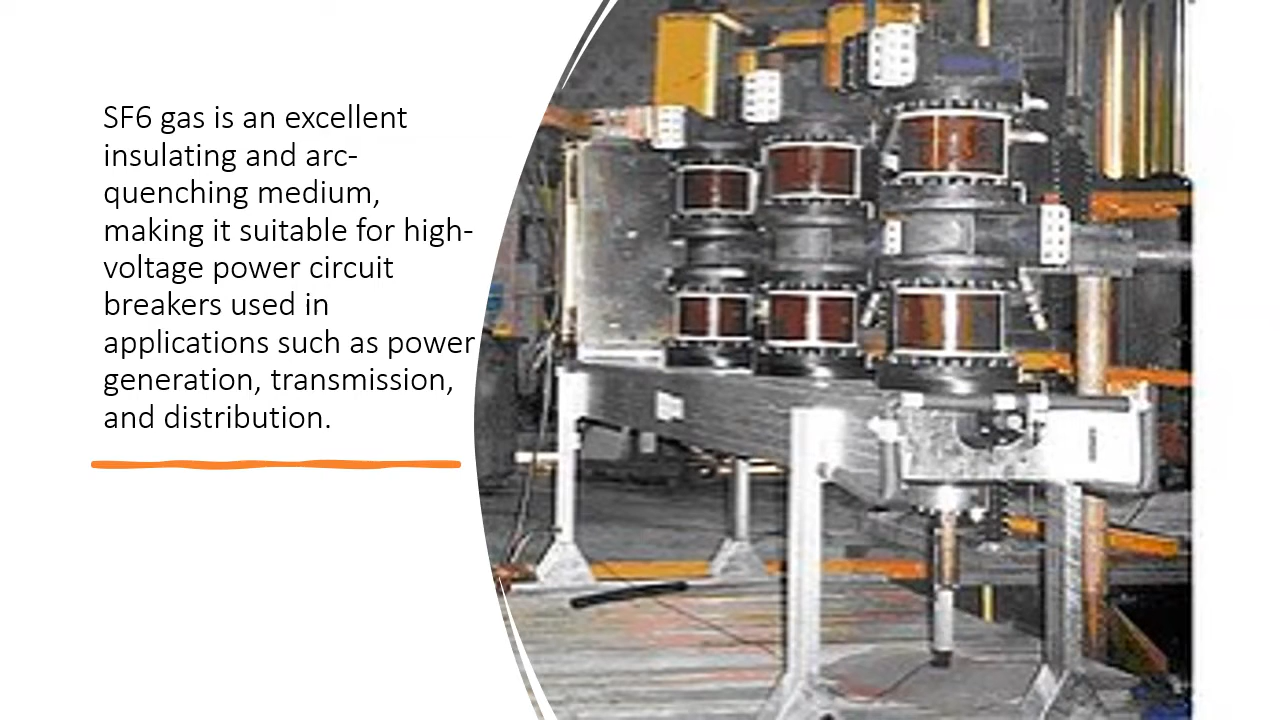 SF6 gas is an excellent
insulating and arc-
quenching medium,
making it suitable for high-
voltage power circuit
breakers used in
applications such as power
generation, transmission,
and distribution.